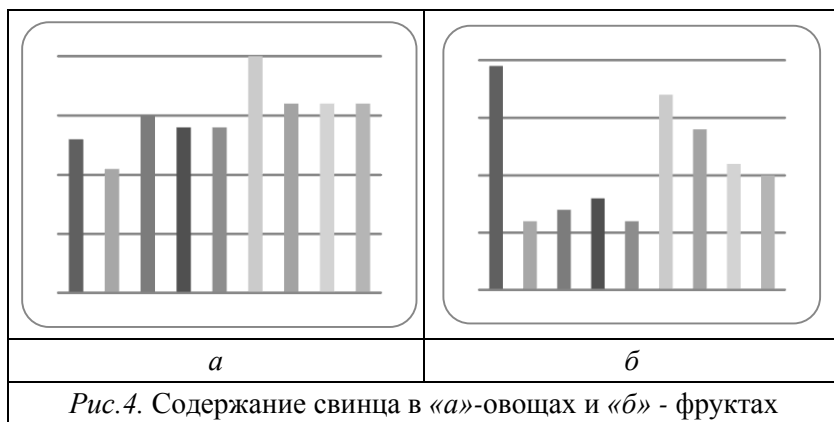 а
б
Рис.4. Содержание свинца в «а»-овощах и «б» - фруктах